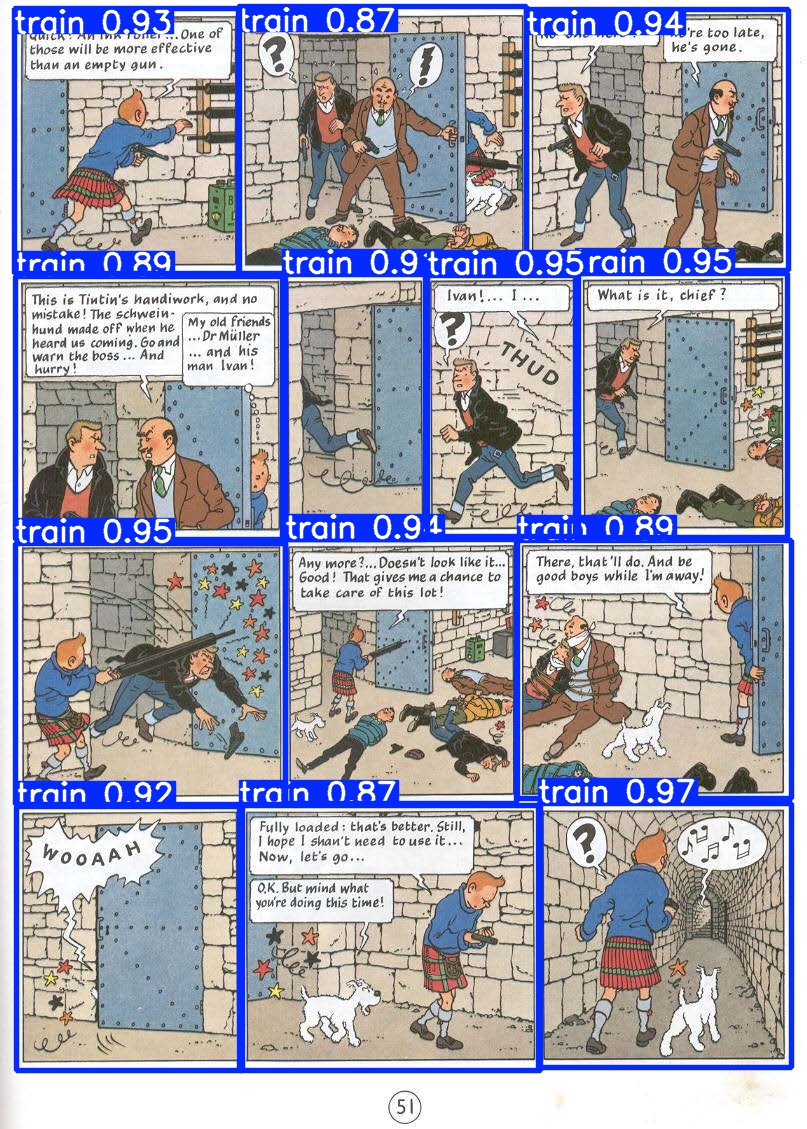 train 0.93
...One of
those will be more effective
than an empty gun.
train 0.87
?
!
train 0.94
too late,
he's gone.
train 0.89
This is Tintin's handiwork, and no
mistake! The schwein-
hund made off when he
heard us coming. Go and
warn the boss... And
hurry!
My old friends
...Dr Müller
... and his
man Ivan!
train 0.9
train 0.95
Ivan!... I ...
?
THUD
rain 0.95
What is it, chief?
train 0.95
train 0.94
Any more?... Doesn't look like it...
Good! That gives me a chance to
take care of this lot!
train 0.89
There, that'll do. And be
good boys while I'm away!
train 0.92
WOOAAH
train 0.87
Fully loaded: that's better. Still,
I hope I shan't need to use it...
Now, let's go...
O.K. But mind what
you're doing this time!
train 0.97
?
51